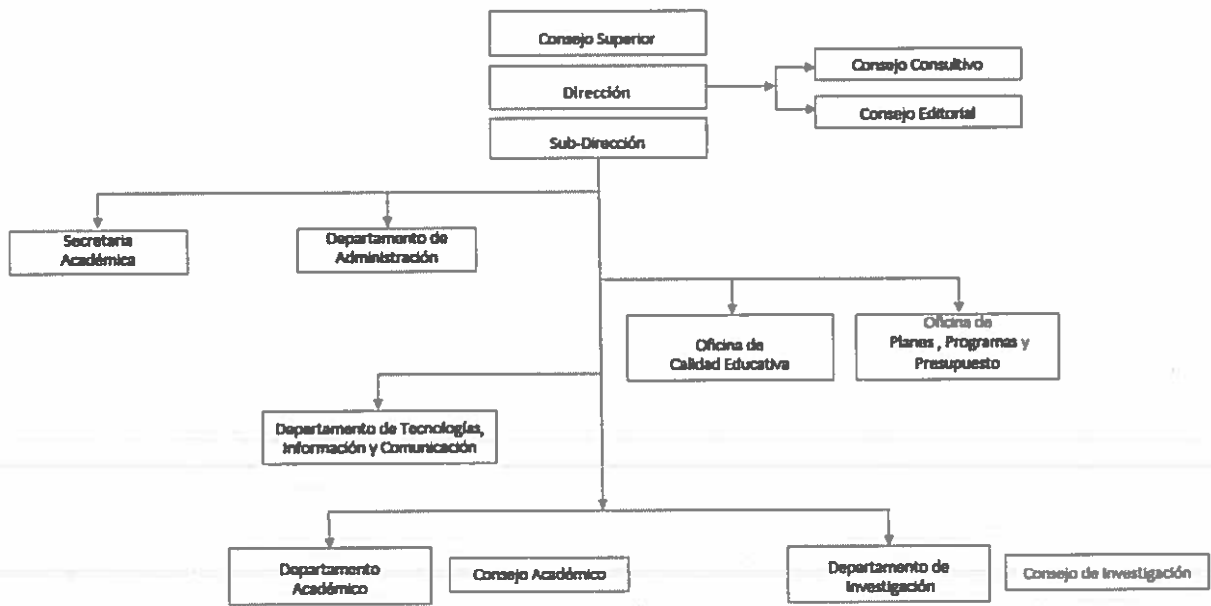 Consejo Superior
Dirección
Consejo Consultivo
Consejo Editorial
Sub-Dirección
Secretaria
Académica
Departamento de
Administración
Oficina de
Calidad Educativa
Oficina de
Planes , Programas y
Presupuesto
Departamento de Tecnologías,
Información y Comunicación
Departamento
Académico
Consejo Académico
Departamento de
Investigación
Consejo de Investigación